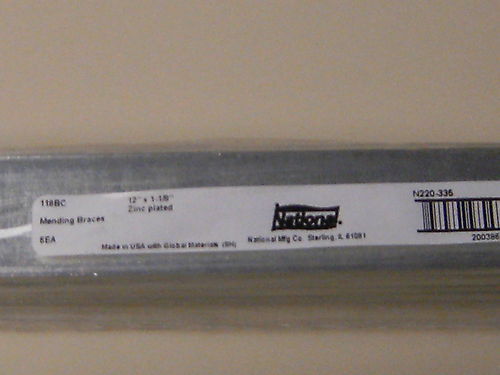 118BC
12" x 1-1/8"
Zinc plated
Mending Braces
6EA
Made in USA with Global Materials
National
National Mfg Co. Sterling, IL 61081
N220-335
200386